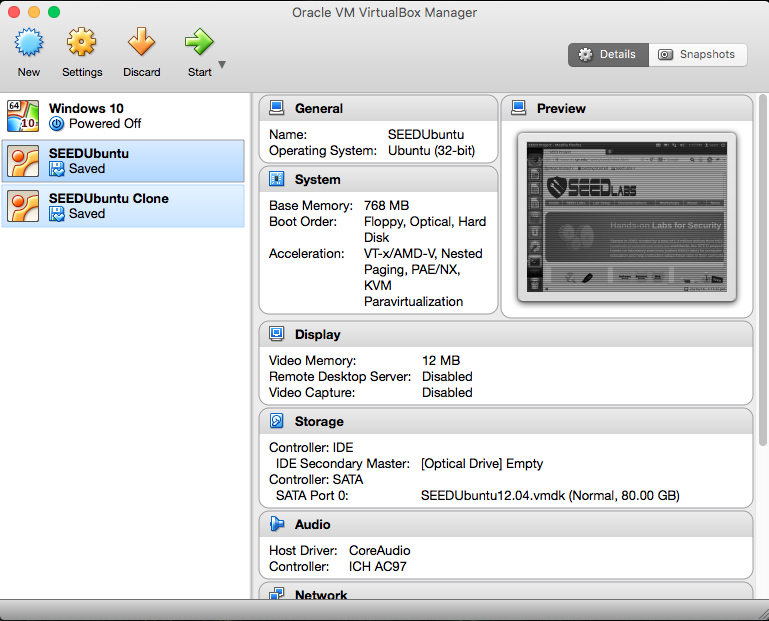 Oracle VM VirtualBox Manager
New
Settings
Discard
Start
Details
Snapshots
64
10
Windows 10
Powered Off
SEEDUbuntu
Saved
SEEDUbuntu Clone
Saved
General
Name: SEEDUbuntu
Operating System: Ubuntu (32-bit)
System
Base Memory: 768 MB
Boot Order: Floppy, Optical, Hard
Disk
Acceleration: VT-x/AMD-V, Nested
Paging, PAE/NX,
KVM
Paravirtualization
Preview
SEEDLABS
Hands-on Labs for Security
Display
Video Memory: 12 MB
Remote Desktop Server: Disabled
Video Capture: Disabled
Storage
Controller: IDE
IDE Secondary Master: [Optical Drive] Empty
Controller: SATA
SATA Port 0: SEEDUbuntu12.04.vmdk (Normal, 80.00 GB)
Audio
Host Driver: CoreAudio
Controller: ICH AC97
Network